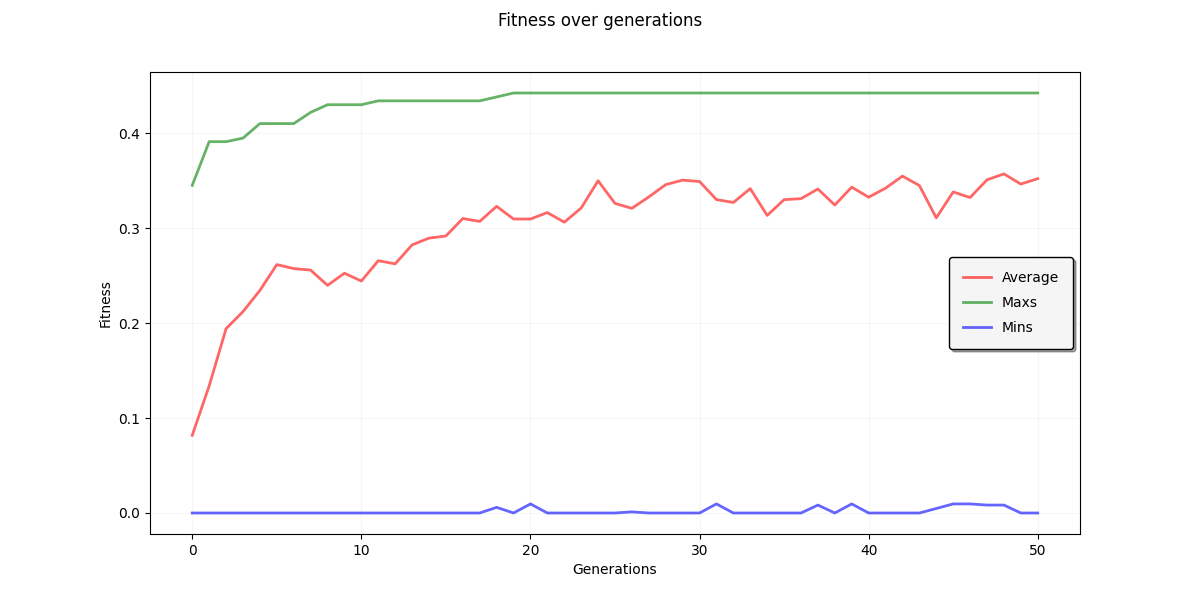 Fitness over generations
0.4
0.3
0.2
0.1
0.0
Fitness
Average
Maxs
Mins
0 10 20 30 40 50
Generations